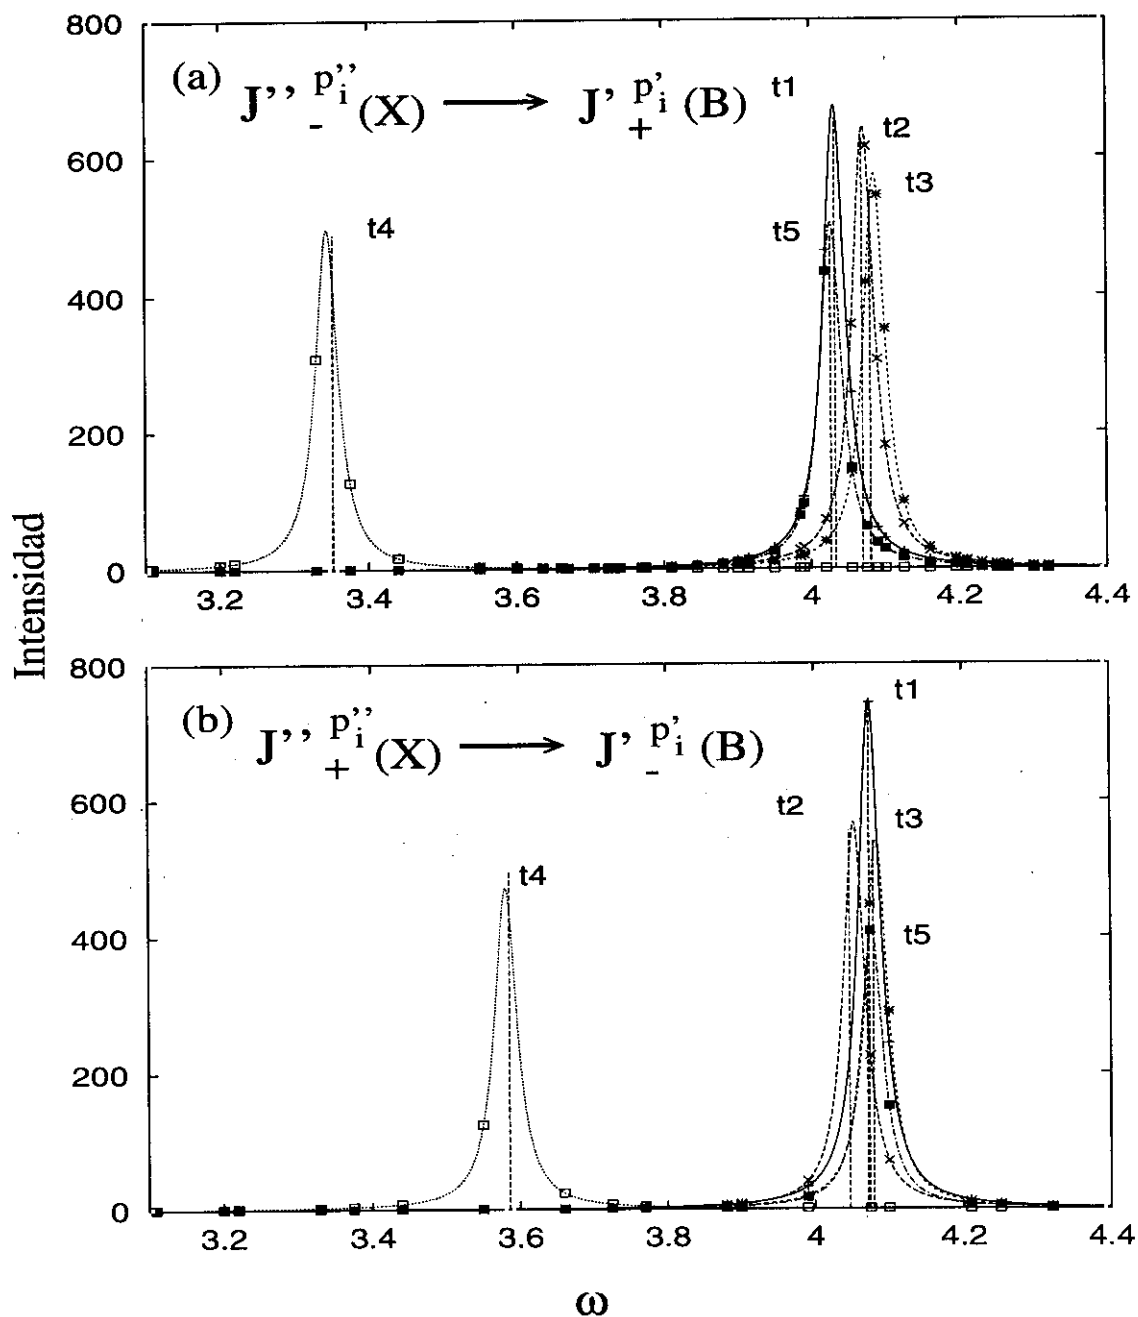 800
600
400
200
0
(a) J'' p''i - (X) → J' p'i + (B)
t1
t2
t3
t5
t4
3.2 3.4 3.6 3.8 4 4.2 4.4
Intensidad
800
600
400
200
0
(b) J'' p''i + (X) → J' p'i - (B)
t1
t2
t3
t4
t5
3.2 3.4 3.6 3.8 4 4.2 4.4
ω